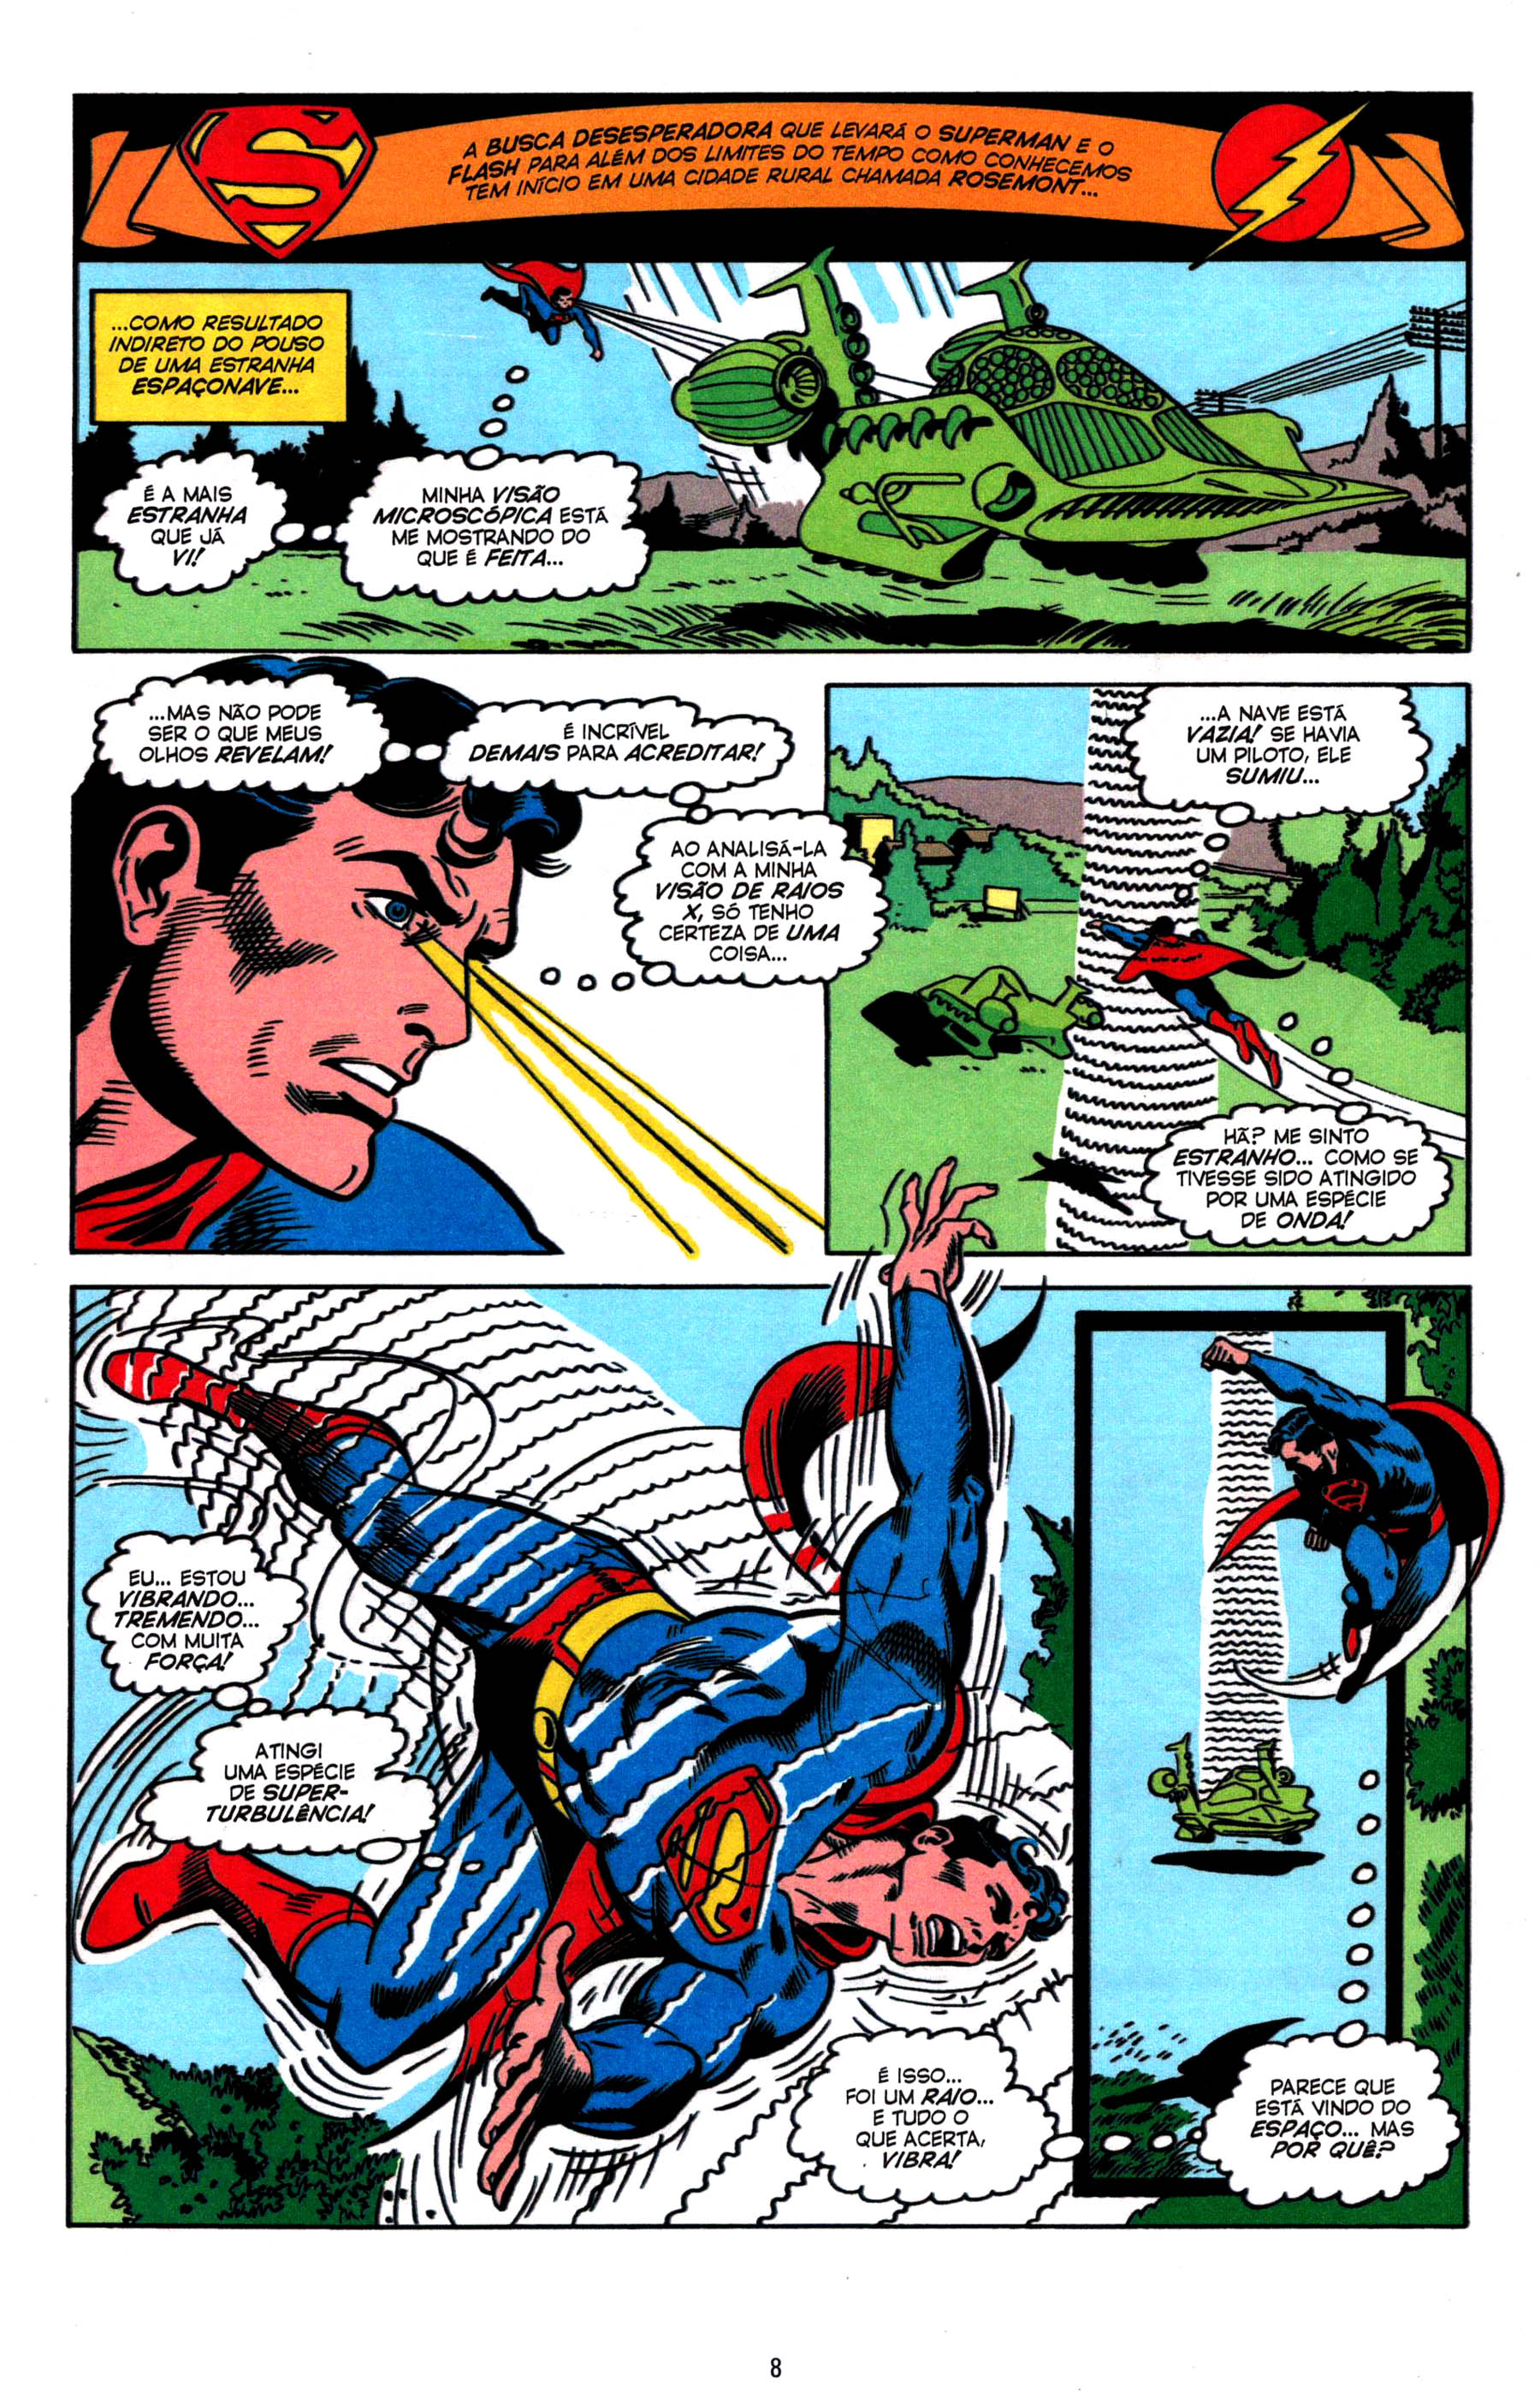 A BUSCA DESESPERADORA QUE LEVARÁ O SUPERMAN E O
FLASH PARA ALÉM DOS LIMITES DO TEMPO COMO CONHECEMOS
TEM INÍCIO EM UMA CIDADE RURAL CHAMADA ROSEMONT...
...COMO RESULTADO
INDIRETO DO POUSO
DE UMA ESTRANHA
ESPAÇONAVE...
É A MAIS
ESTRANHA
QUE JÁ
VI!
MINHA VISÃO
MICROSCÓPICA ESTÁ
ME MOSTRANDO DO
QUE É FEITA...
...MAS NÃO PODE
SER O QUE MEUS
OLHOS REVELAM!
É INCRÍVEL
DEMAIS PARA ACREDITAR!
AO ANALISÁ-LA
COM A MINHA
VISÃO DE RAIOS
X, SÓ TENHO
CERTEZA DE UMA
COISA...
...A NAVE ESTÁ
VAZIA! SE HAVIA
UM PILOTO, ELE
SUMIU...
HÃ? ME SINTO
ESTRANHO... COMO SE
TIVESSE SIDO ATINGIDO
POR UMA ESPÉCIE
DE ONDA!
EU... ESTOU
VIBRANDO...
TREMENDO...
COM MUITA
FORÇA!
ATINGI
UMA ESPÉCIE
DE SUPER-
TURBULÊNCIA!
É ISSO...
FOI UM RAIO...
E TUDO O
QUE ACERTA,
VIBRA!
PARECE QUE
ESTÁ VINDO DO
ESPAÇO... MAS
POR QUÊ?
8